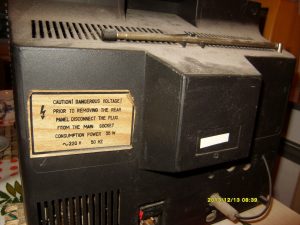 CAUTION! DANGEROUS VOLTAGE!
PRIOR TO REMOVING THE REAR
PANEL DISCONNECT THE PLUG
FROM THE MAIN SOCKET
CONSUMPTION POWER 35 W
~220 V 50 HZ
2013/12/13 08:39